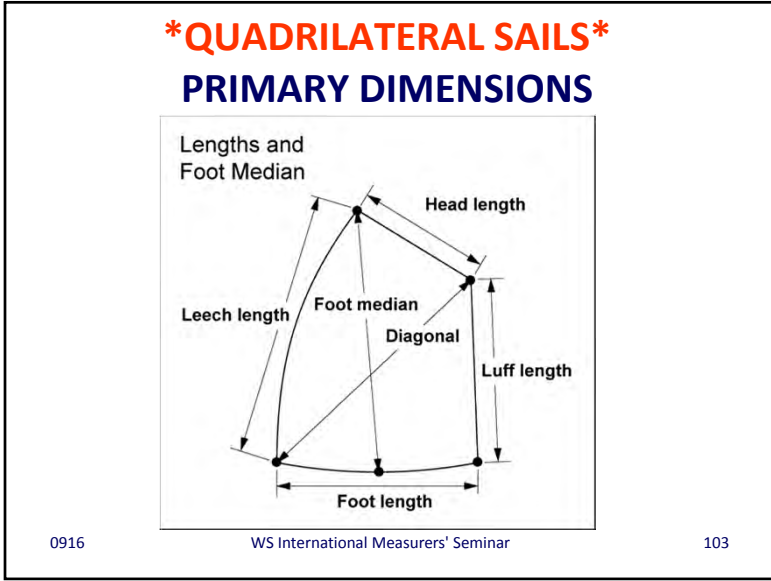 *QUADRILATERAL SAILS*
PRIMARY DIMENSIONS
Lengths and
Foot Median
Head length
Leech length
Foot median
Diagonal
Luff length
Foot length
0916
WS International Measurers' Seminar
103